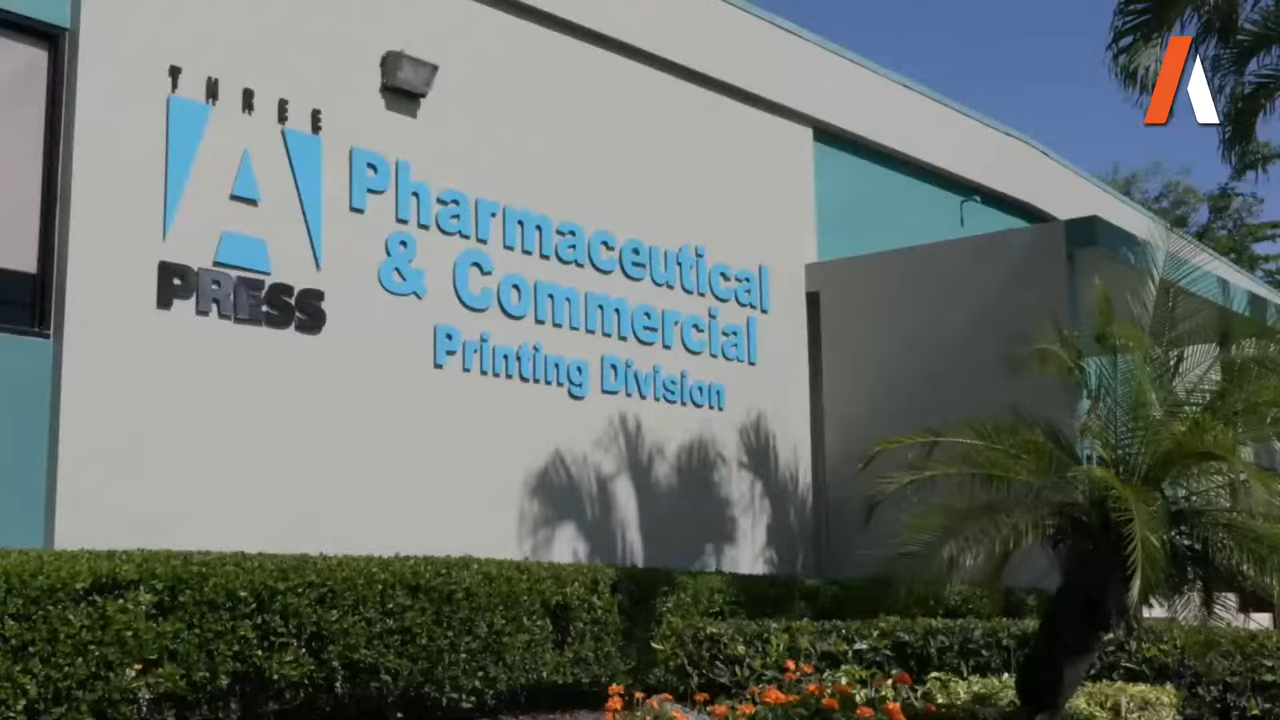 THREE
A
PRESS
Pharmaceutical
& Commercial
Printing Division